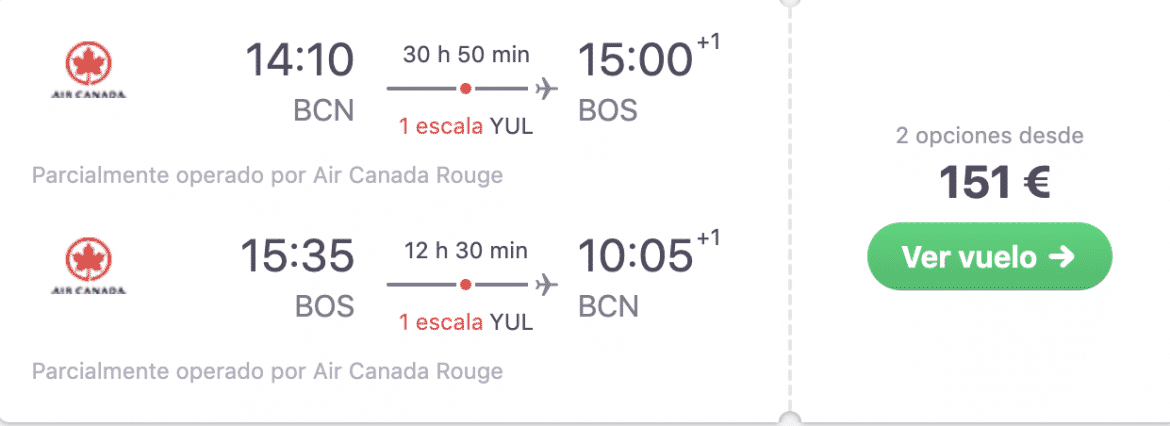 AIR CANADA
14:10
30 h 50 min
15:00+1
BCN
1 escala YUL
BOS
Parcialmente operado por Air Canada Rouge
AIR CANADA
15:35
12 h 30 min
10:05+1
BOS
1 escala YUL
BCN
Parcialmente operado por Air Canada Rouge
2 opciones desde
151 €
Ver vuelo →